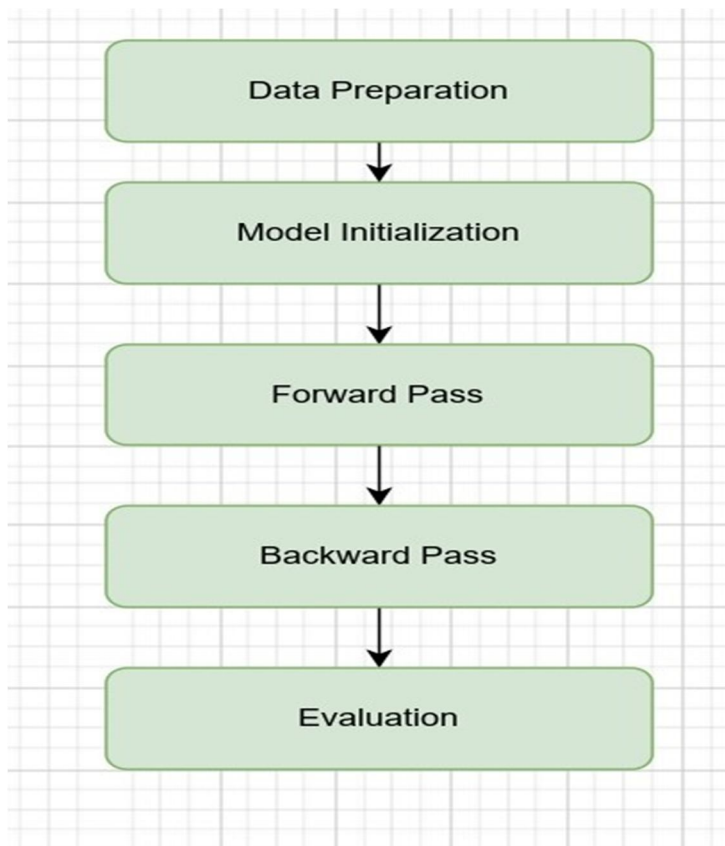 Data Preparation
Model Initialization
Forward Pass
Backward Pass
Evaluation